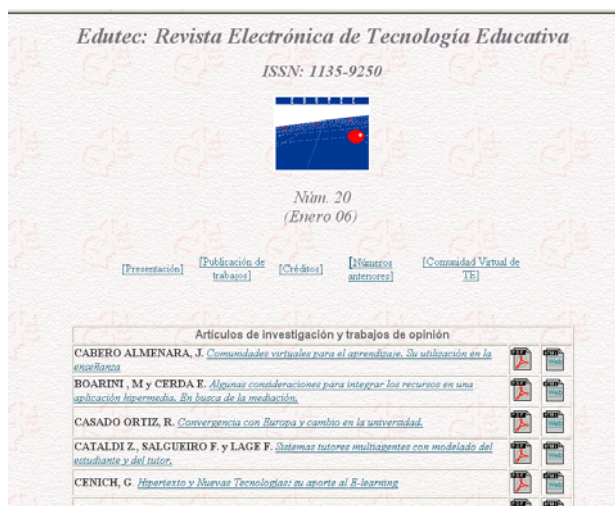 Edutec: Revista Electrónica de Tecnología Educativa
ISSN: 1135-9250
E D U T E C
Núm. 20
(Enero 06)
[Presentación]
[Publicación de
trabajos]
[Créditos]
[Números
anteriores]
[Comunidad Virtual de
TE]
Artículos de investigación y trabajos de opinión
CABERO ALMENARA, J. Comunidades virtuales para el aprendizaje. Su utilización en la
enseñanza
BOARINI , M y CERDA E. Algunas consideraciones para integrar los recursos en una
aplicación hipermedia. En busca de la mediación.
CASADO ORTIZ, R. Convergencia con Europa y cambio en la universidad.
CATALDI Z., SALGUEIRO F. y LAGE F. Sistemas tutores multiagentes con modelado del
estudiante y del tutor.
CENICH, G. Hipertexto y Nuevas Tecnologías: su aporte al E-learning